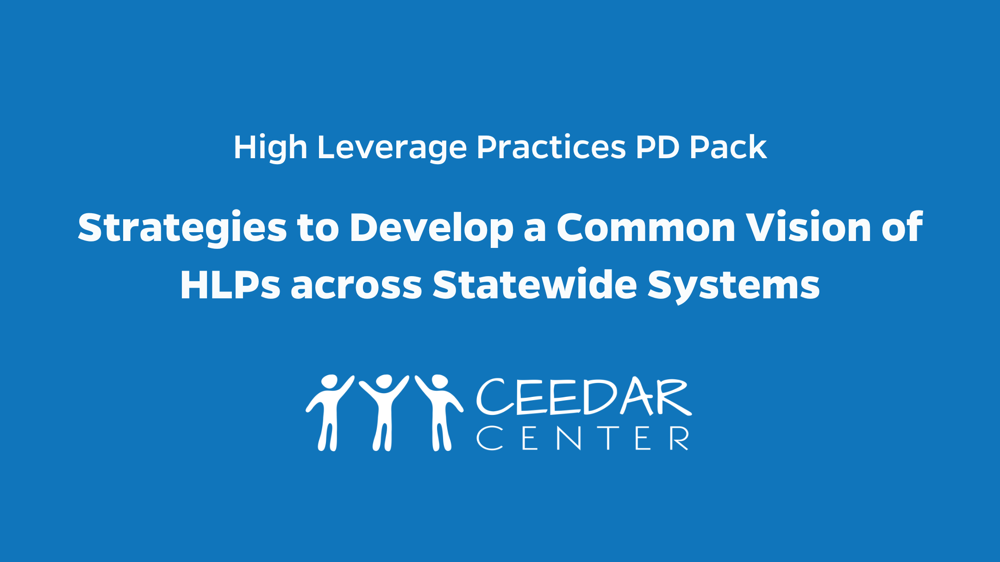 High Leverage Practices PD Pack
Strategies to Develop a Common Vision of
HLPs across Statewide Systems
CEEDAR
CENTER